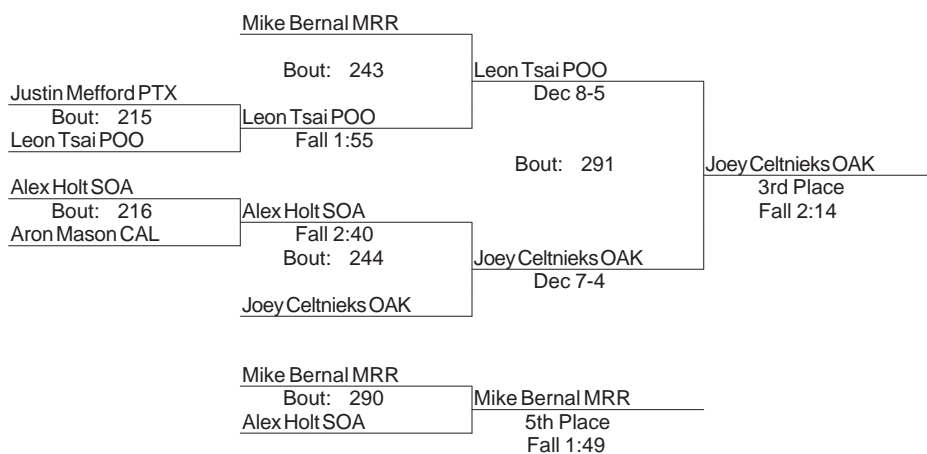 Mike Bernal MRR
Bout: 243
Leon Tsai POO
Dec 8-5
Justin Mefford PTX
Bout: 215
Leon Tsai POO
Leon Tsai POO
Fall 1:55
Bout: 291
Joey Celtnieks OAK
3rd Place
Fall 2:14
Alex Holt SOA
Bout: 216
Aron Mason CAL
Alex Holt SOA
Fall 2:40
Bout: 244
Joey Celtnieks OAK
Dec 7-4
Joey Celtnieks OAK
Mike Bernal MRR
Bout: 290
Alex Holt SOA
Mike Bernal MRR
5th Place
Fall 1:49